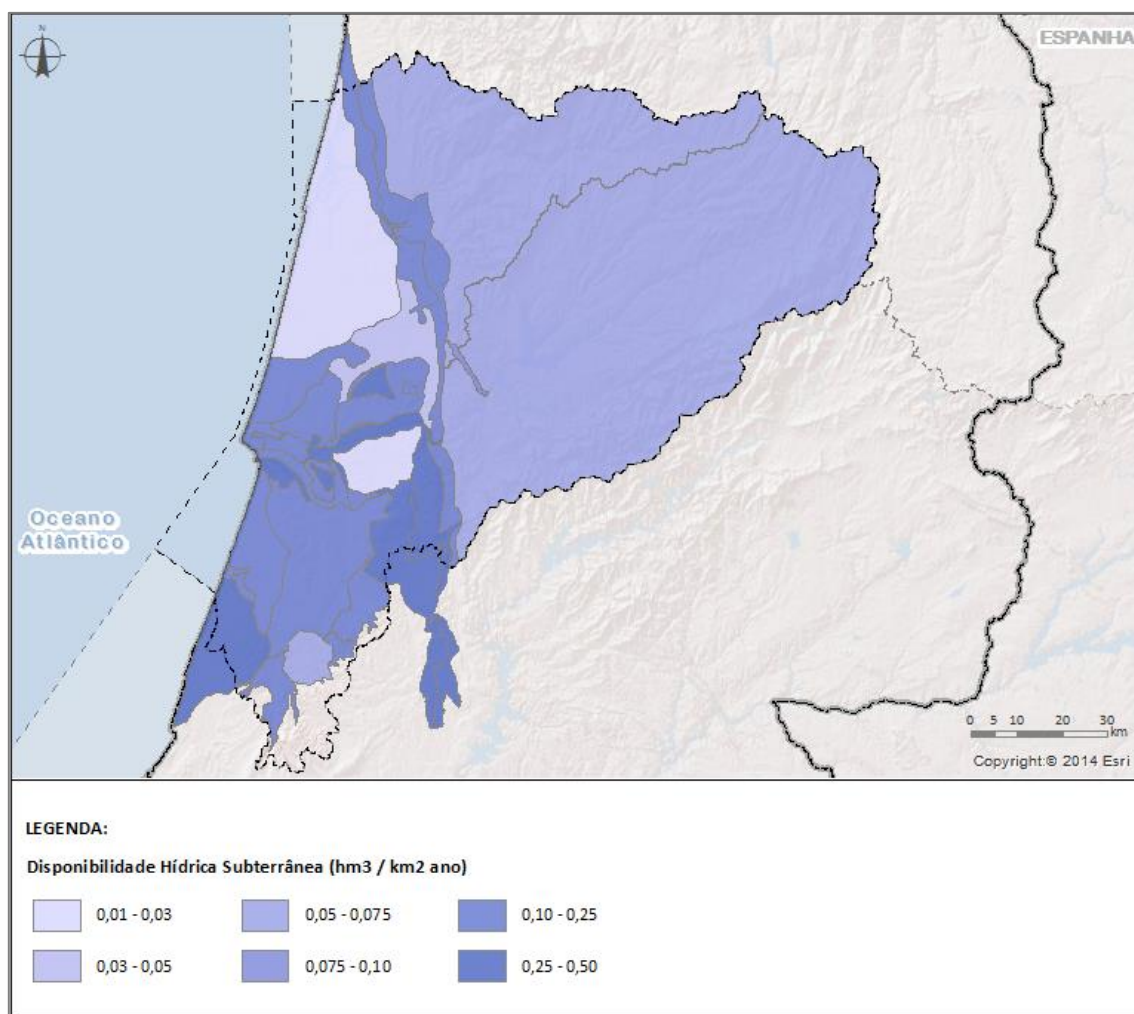 N
ESPANHA
Oceano
Atlântico
0 5 10 20 30
km
Copyright:© 2014 Esri
LEGENDA:
Disponibilidade Hídrica Subterrânea (hm3 / km2 ano)
0,01 - 0,03
0,05 - 0,075
0,10 - 0,25
0,03 - 0,05
0,075 - 0,10
0,25 - 0,50